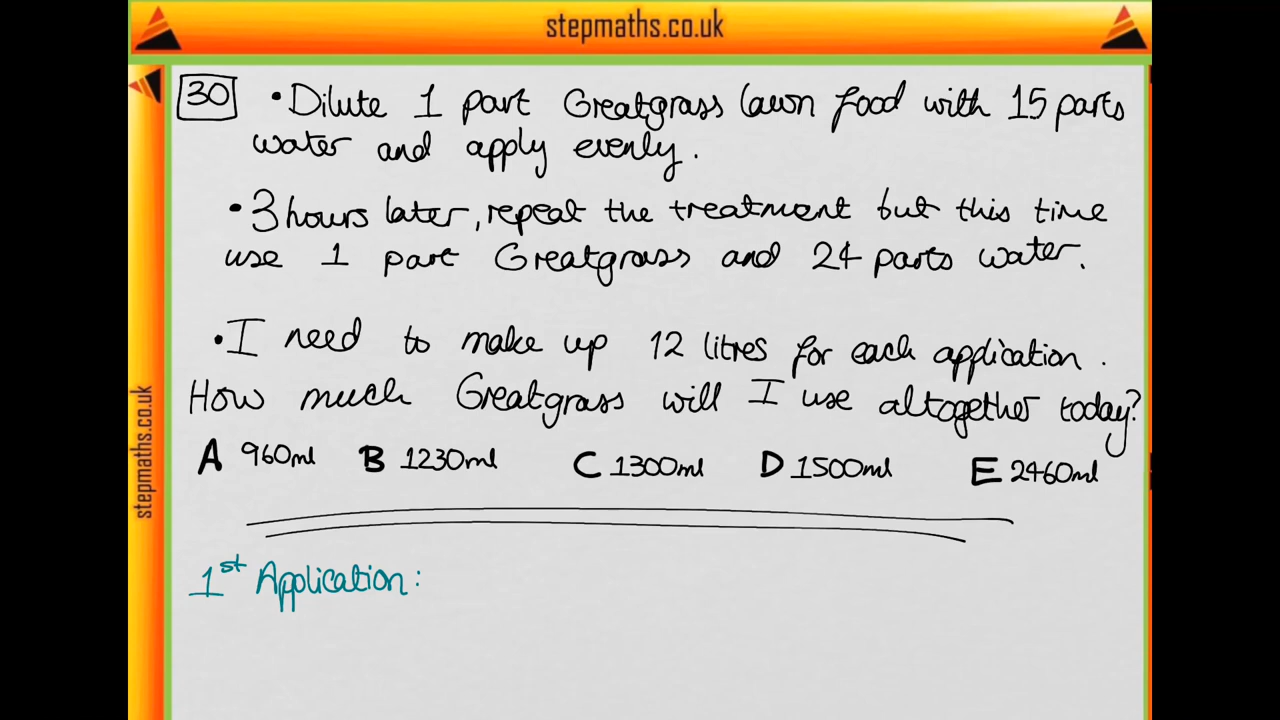 stepmaths.co.uk
30 • Dilute 1 part Greatgrass lawn food with 15 parts
water and apply evenly.
• 3 hours later, repeat the treatment but this time
use 1 part Greatgrass and 24 parts water.
• I need to make up 12 litres for each application.
How much Greatgrass will I use altogether today?
A 960ml B 1230ml C 1300ml D 1500ml E 2460ml
1st Application:
stepmaths.co.uk